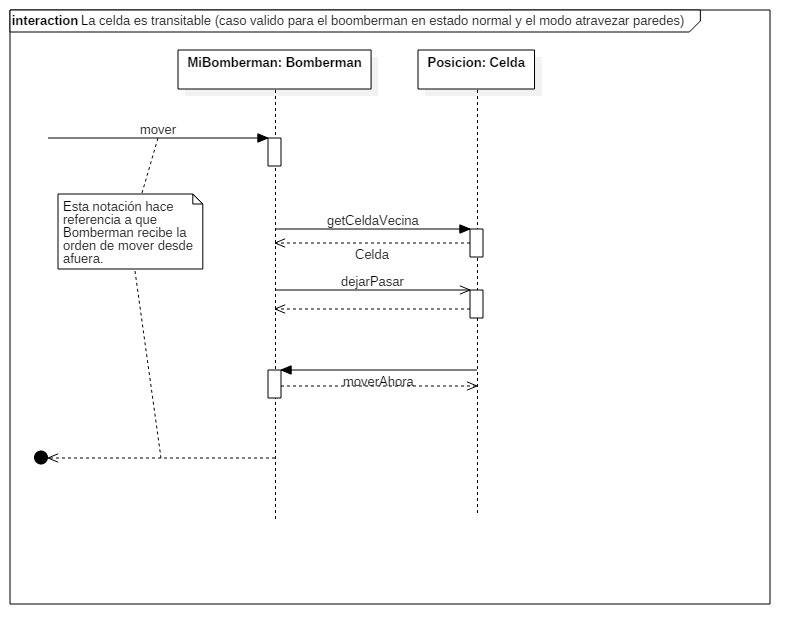 interaction La celda es transitable (caso valido para el boomberman en estado normal y el modo atravezar paredes)
MiBomberman: Bomberman
Posicion: Celda
mover
Esta notación hace
referencia a que
Bomberman recibe la
orden de mover desde
afuera.
getCeldaVecina
Celda
dejarPasar
moverAhora